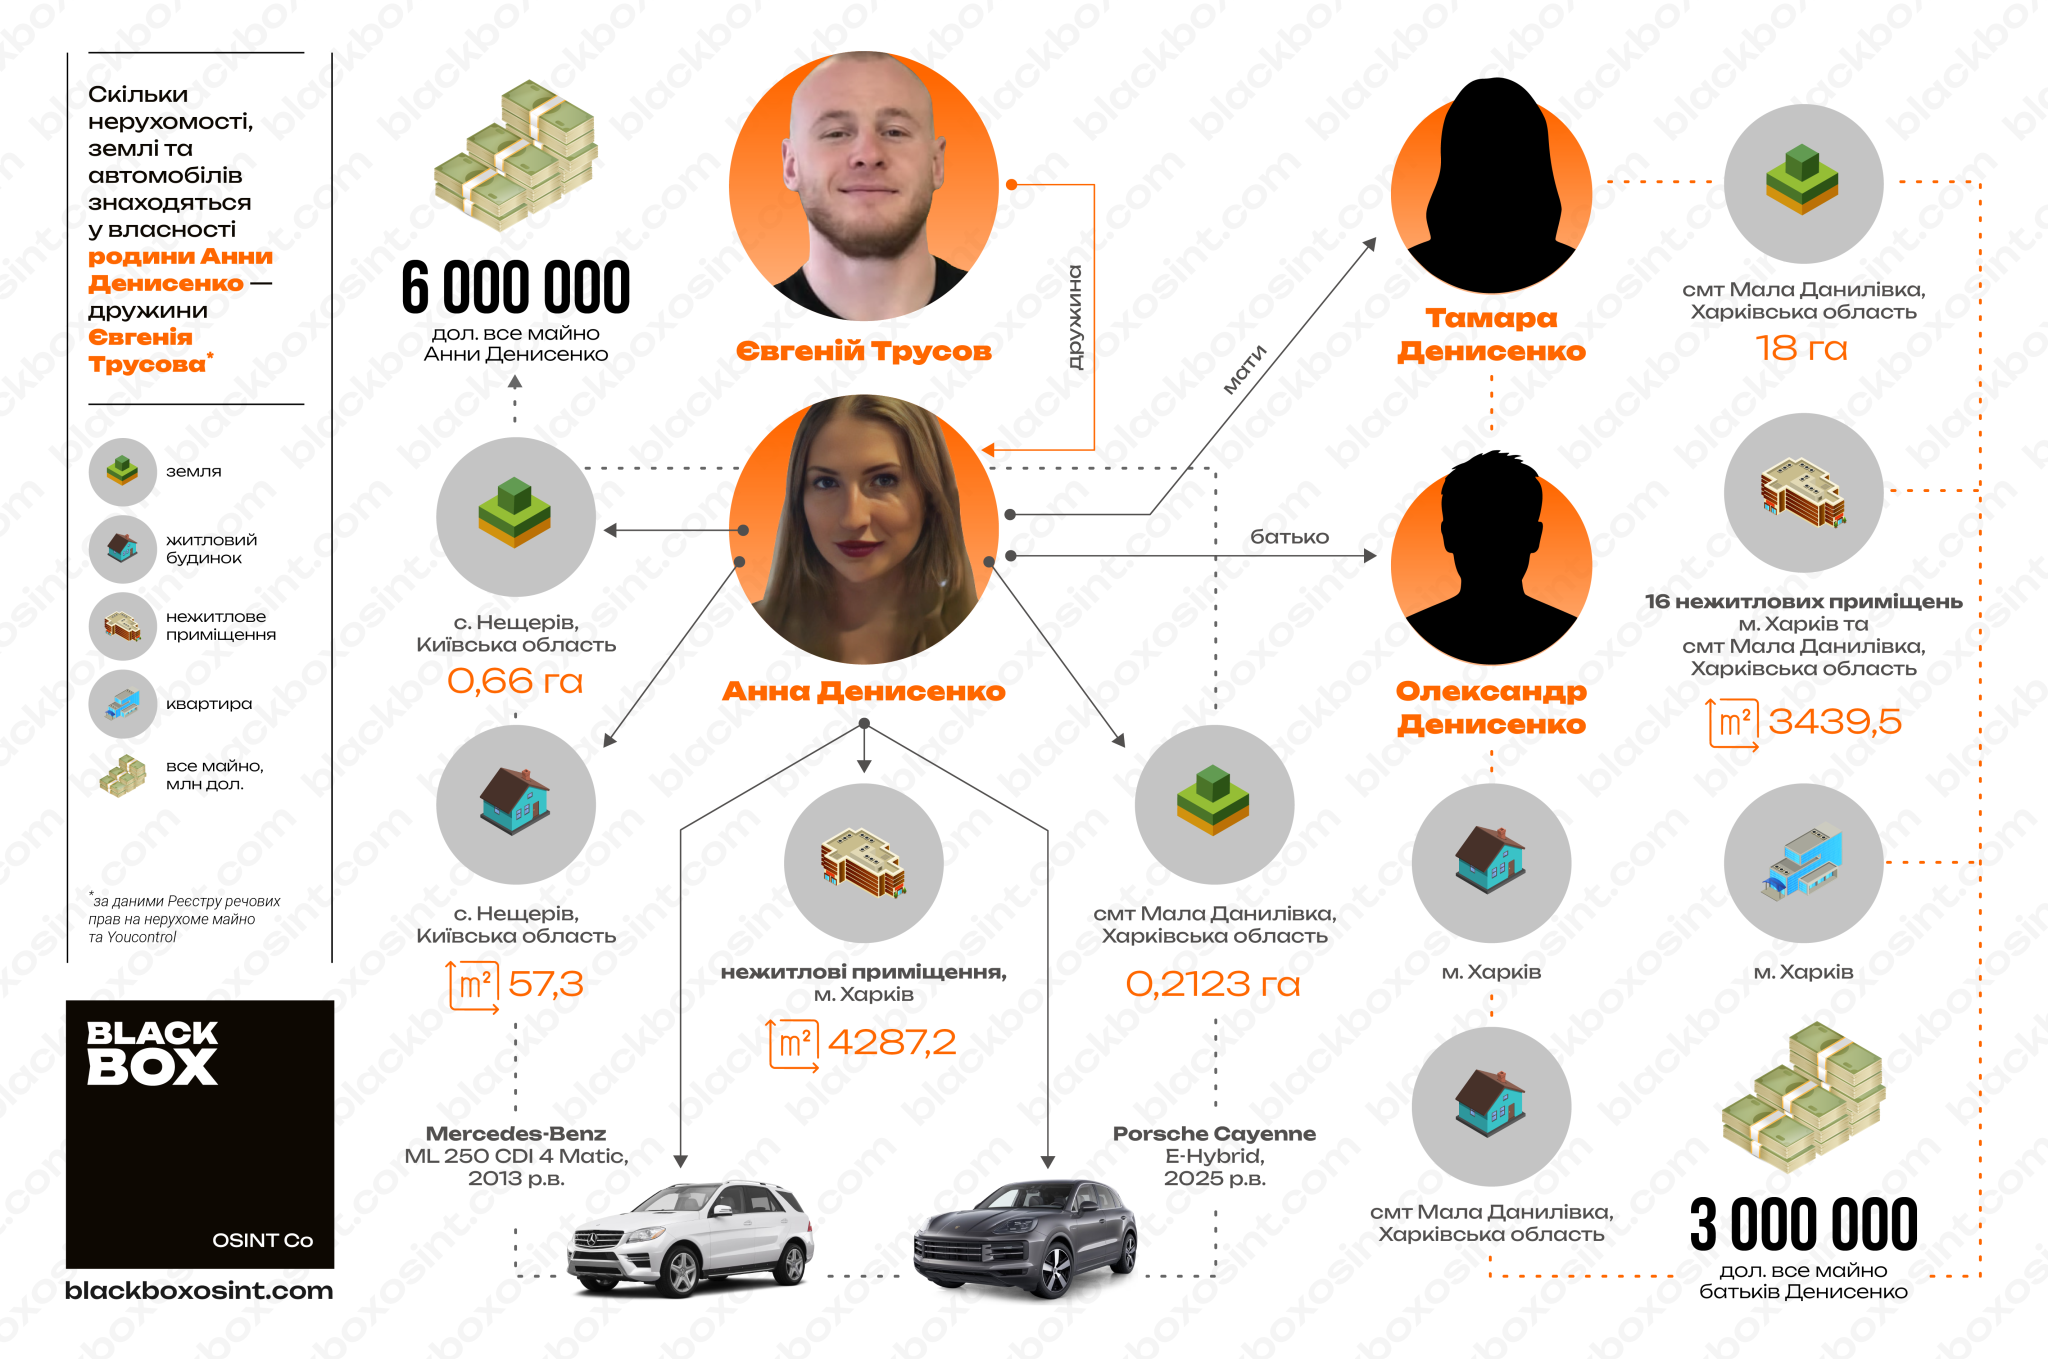 Скільки
нерухомості,
землі та
автомобілів
знаходяться
у власності
родини Анни
Денисенко —
дружини
Євгенія
Трусова*
земля
житловий
будинок
нежитлове
приміщення
квартира
все майно,
млн дол.
*за даними Реєстру речових
прав на нерухоме майно
та Youcontrol
BLACK
BOX
OSINT Co
blackboxosint.com
6 000 000
дол. все майно
Анни Денисенко
Євгеній Трусов
дружина
Анна Денисенко
мати
батько
с. Нещерів,
Київська область
0,66 га
с. Нещерів,
Київська область
m² 57,3
нежитлові приміщення,
м. Харків
m² 4287,2
смт Мала Данилівка,
Харківська область
0,2123 га
Mercedes-Benz
ML 250 CDI 4 Matic,
2013 р.в.
Porsche Cayenne
E-Hybrid,
2025 р.в.
Тамара
Денисенко
Олександр
Денисенко
смт Мала Данилівка,
Харківська область
18 га
16 нежитлових приміщень
м. Харків та
смт Мала Данилівка,
Харківська область
m² 3439,5
м. Харків
м. Харків
смт Мала Данилівка,
Харківська область
3 000 000
дол. все майно
батьків Денисенко